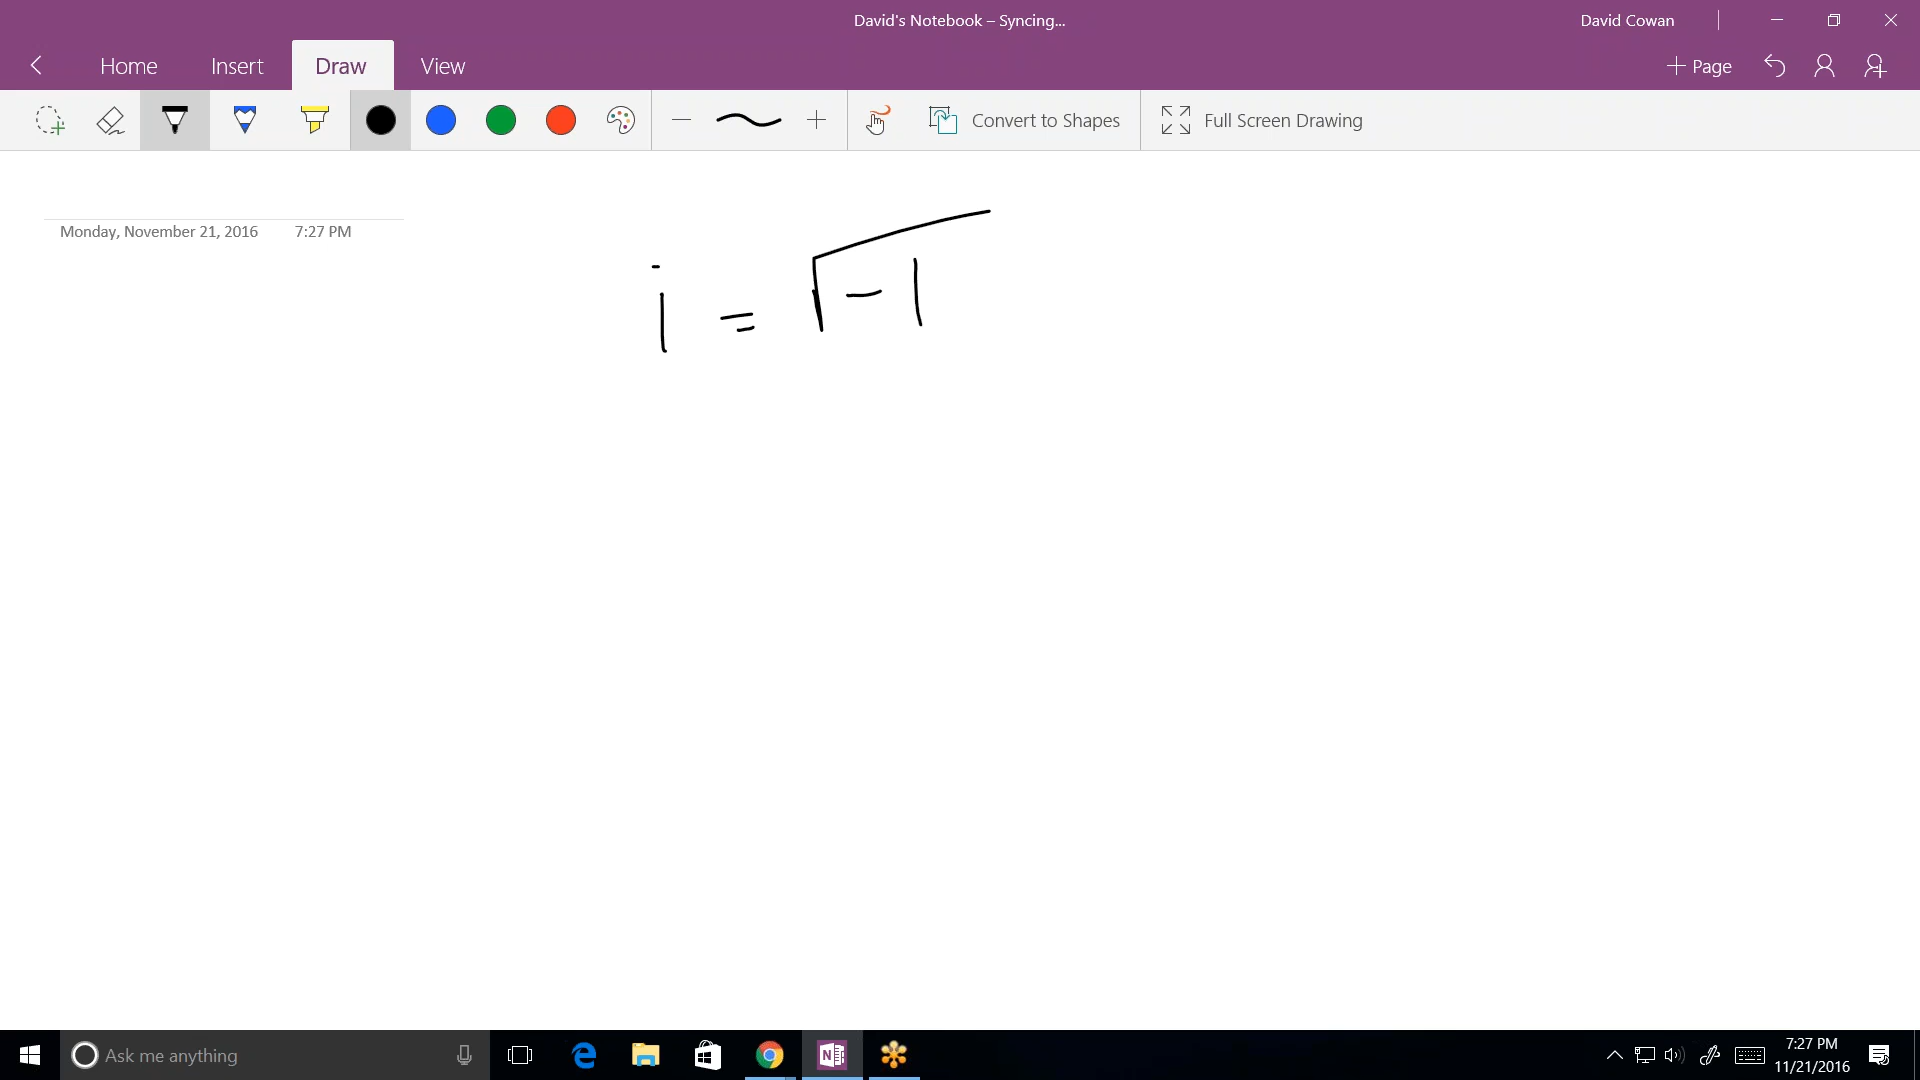 David's Notebook – Syncing...
David Cowan
Home Insert Draw View
Page
Convert to Shapes
Full Screen Drawing
Monday, November 21, 2016 7:27 PM
i = √-1
Ask me anything
7:27 PM
11/21/2016